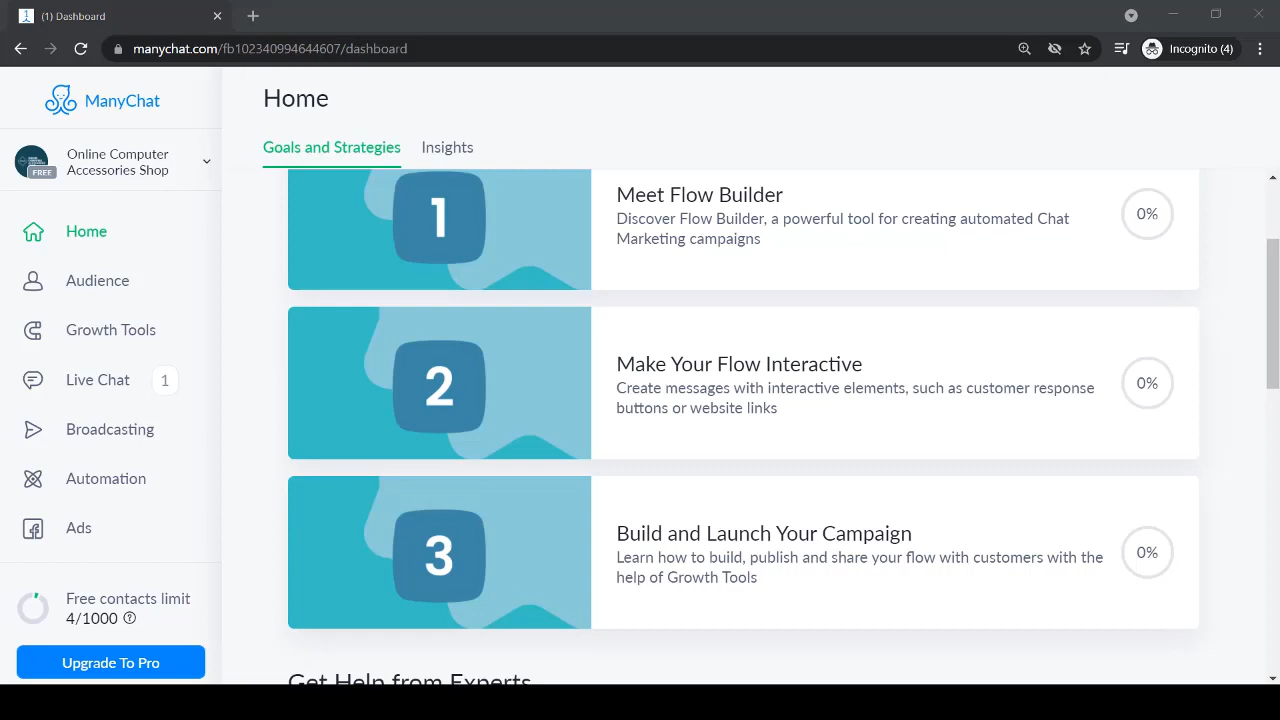 (1) Dashboard
manychat.com/fb102340994644607/dashboard
Incognito (4)
ManyChat
Online Computer
Accessories Shop
FREE
Home
Audience
Growth Tools
Live Chat 1
Broadcasting
Automation
Ads
Free contacts limit
4/1000
Upgrade To Pro
Home
Goals and Strategies Insights
1
Meet Flow Builder
Discover Flow Builder, a powerful tool for creating automated Chat
Marketing campaigns
0%
2
Make Your Flow Interactive
Create messages with interactive elements, such as customer response
buttons or website links
0%
3
Build and Launch Your Campaign
Learn how to build, publish and share your flow with customers with the
help of Growth Tools
0%
Get Help from Experts